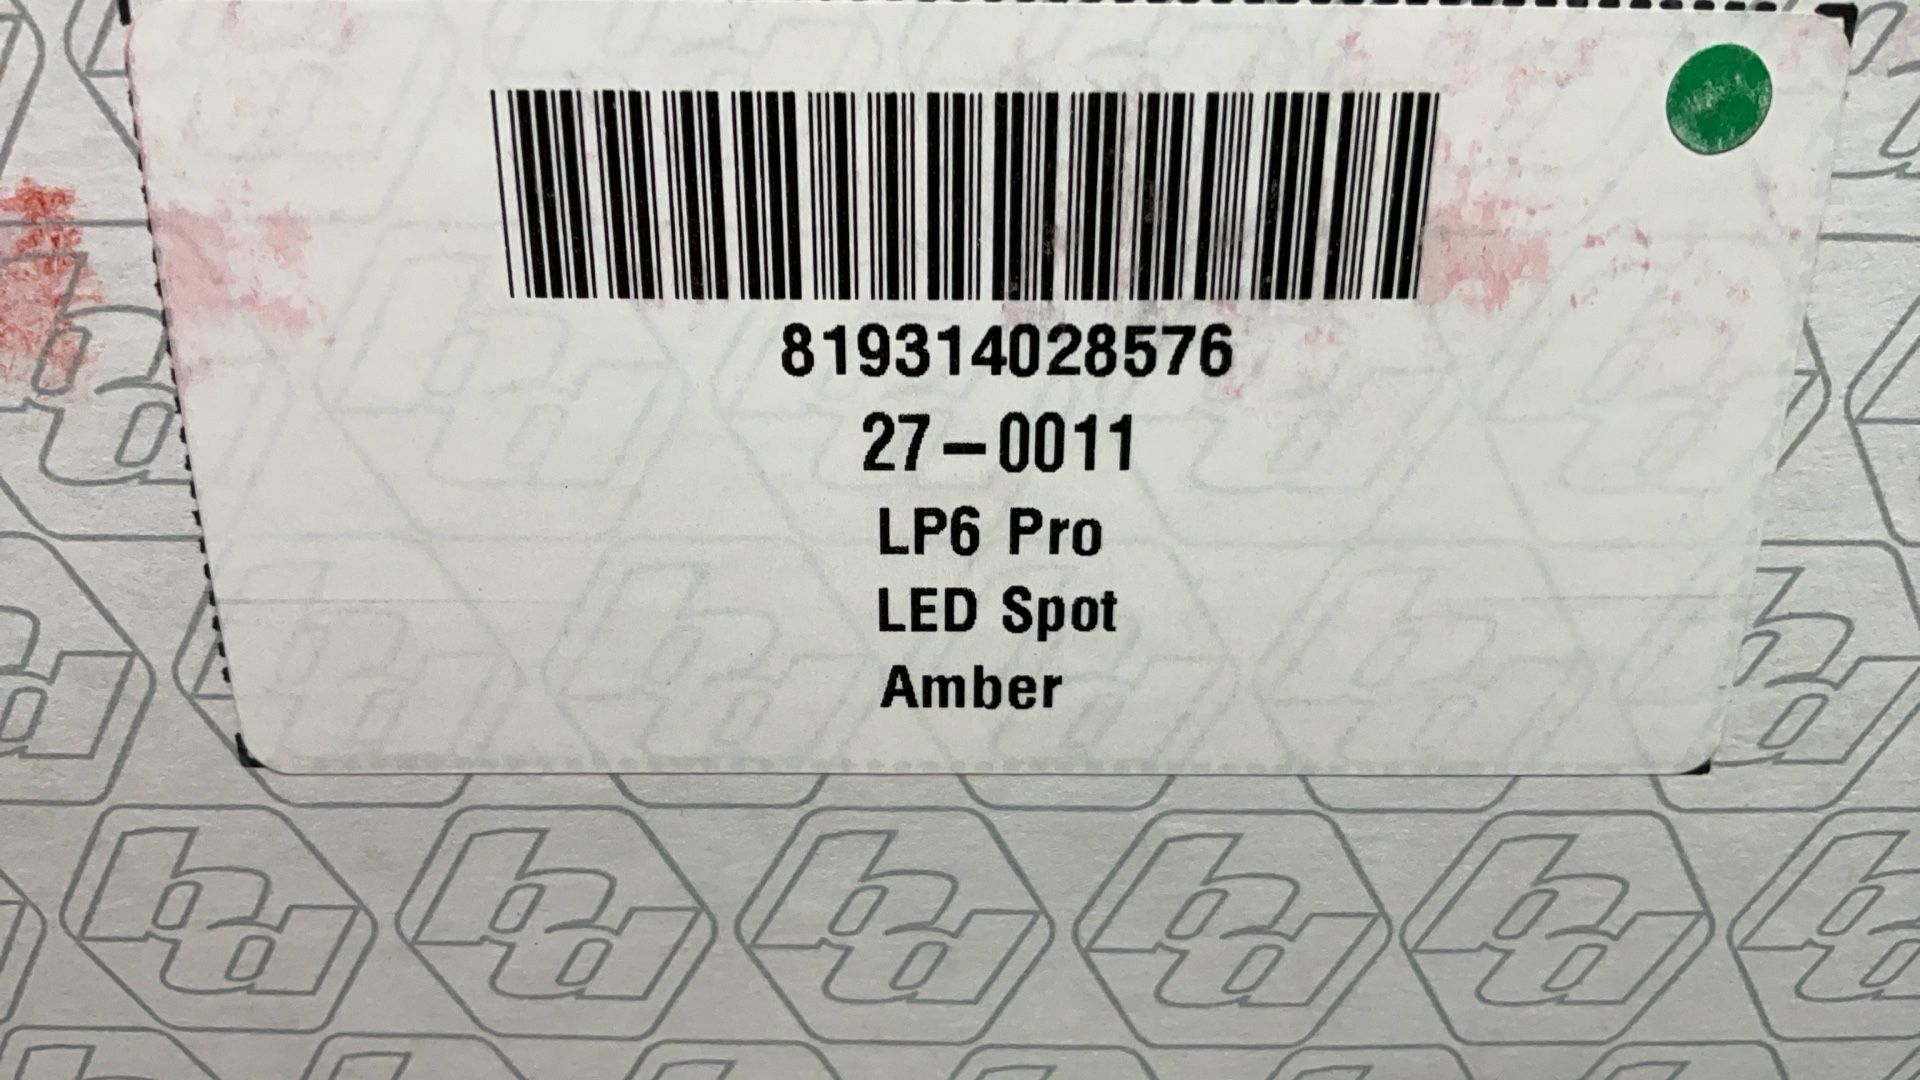 819314028576
27-0011
LP6 Pro
LED Spot
Amber